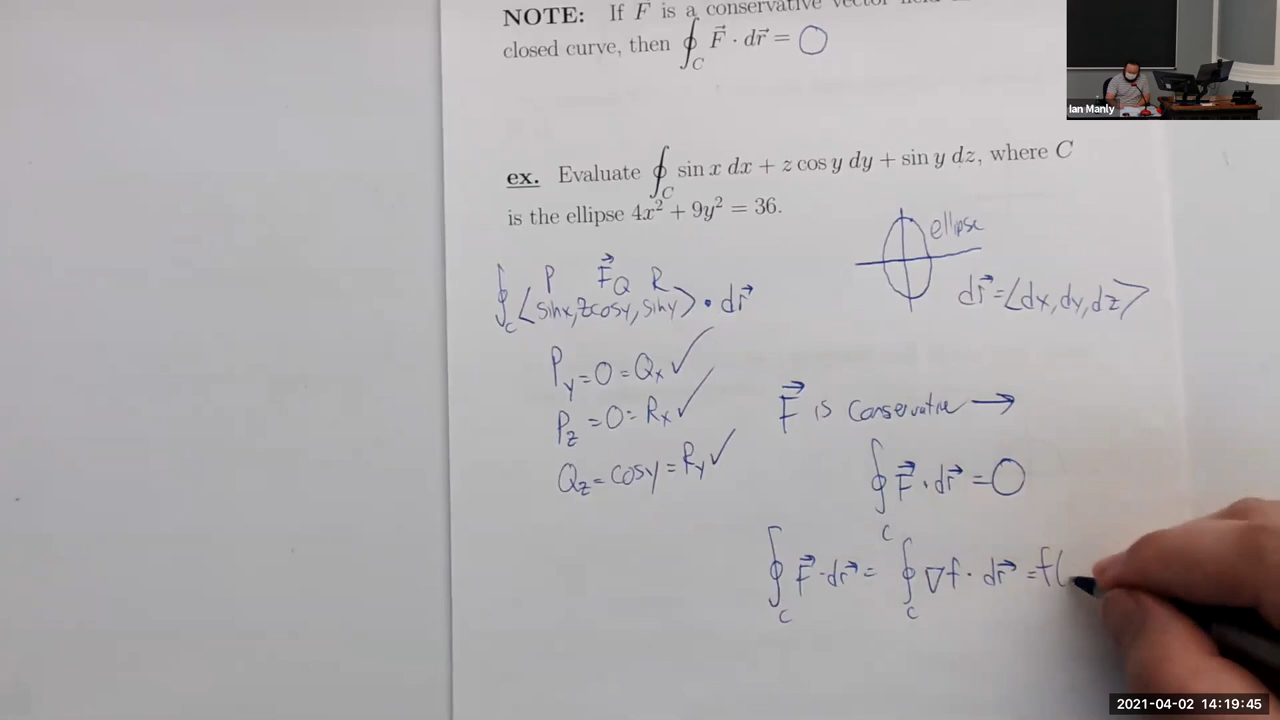 NOTE: If F⃗ is a conservative vector
closed curve, then ∮_C F⃗ · dr⃗ = 0
Ian Manly
ex. Evaluate ∮_C sin x dx + z cos y dy + sin y dz, where C
is the ellipse 4x² + 9y² = 36.
ellipse
P F⃗ Q R
∮_C ⟨sinx, zcosy, siny⟩ · dr⃗
dr⃗ = ⟨dx, dy, dz⟩
P_y = 0 = Q_x ✓
P_z = 0 = R_x ✓
F⃗ is conservative →
Q_z = cosy = R_y ✓
∮_C F⃗ · dr⃗ = 0
∮_C F⃗ · dr⃗ = ∮_C ∇f · dr⃗ = f(
2021-04-02 14:19:45